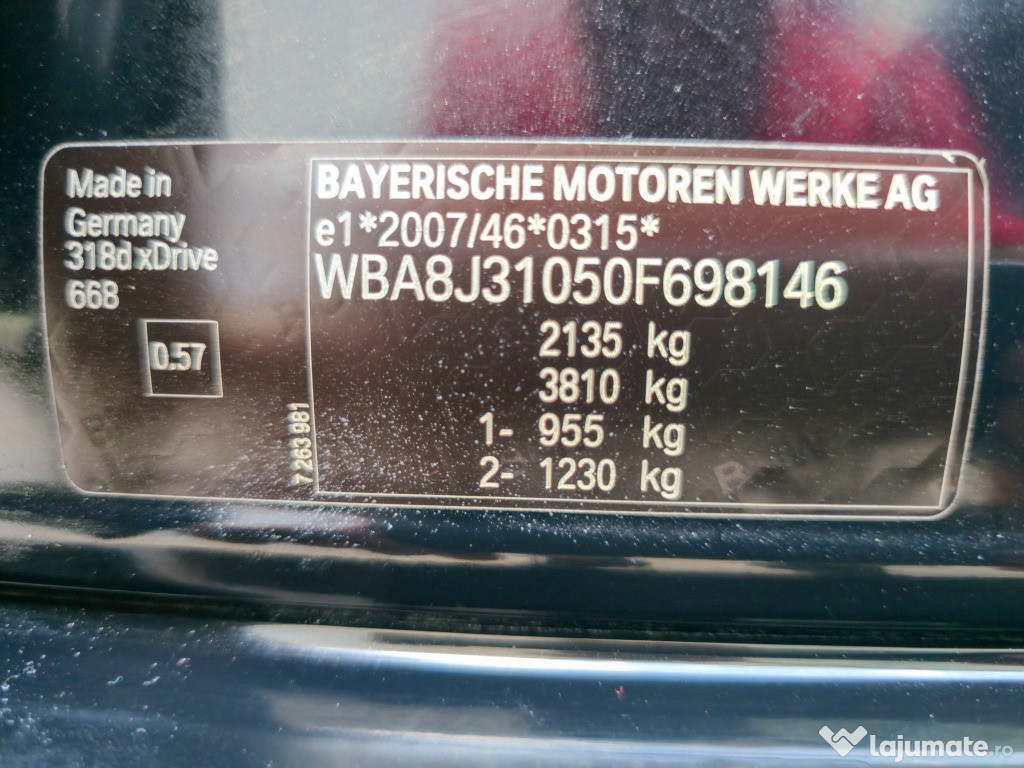 Made in
Germany
318d xDrive
668
0.57
7 263 981
BAYERISCHE MOTOREN WERKE AG
e1*2007/46*0315*
WBA8J31050F698146
2135 kg
3810 kg
1- 955 kg
2- 1230 kg
lajumate.ro